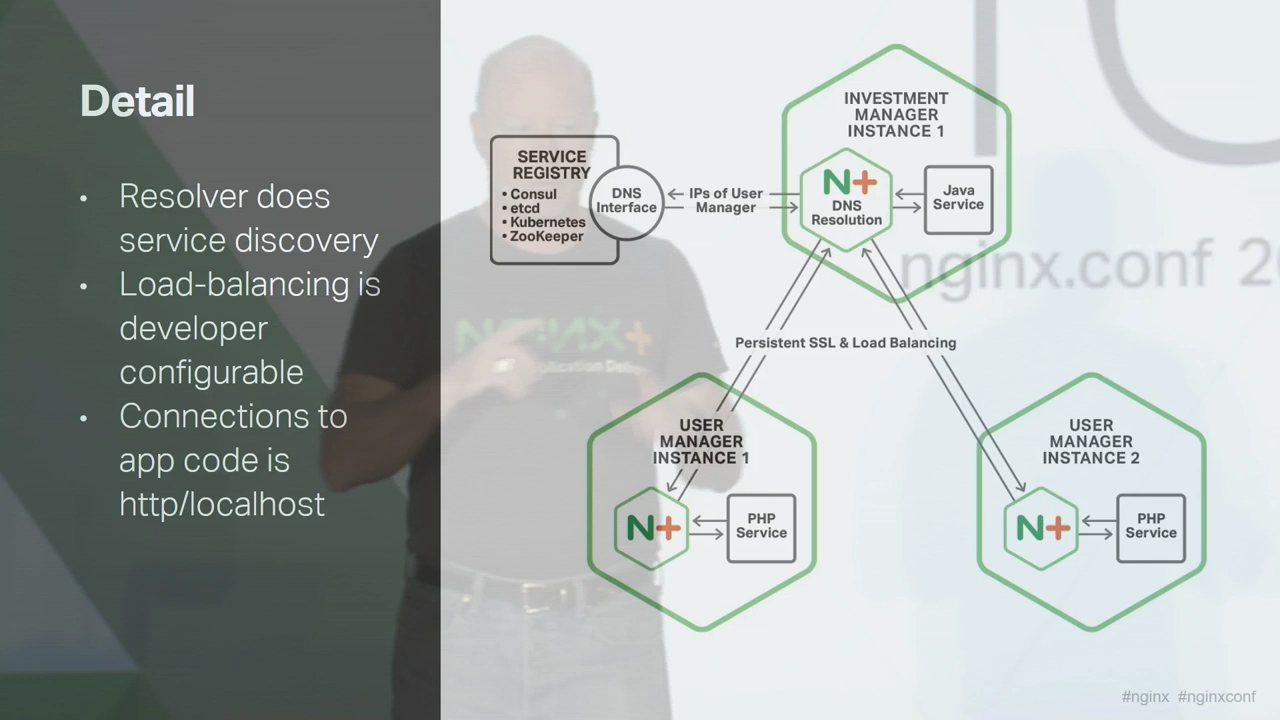 Detail
• Resolver does
service discovery
• Load-balancing is
developer
configurable
• Connections to
app code is
http/localhost
SERVICE
REGISTRY
• Consul
• etcd
• Kubernetes
• ZooKeeper
DNS
Interface
IPs of User
Manager
INVESTMENT
MANAGER
INSTANCE 1
N+
DNS
Resolution
Java
Service
nginx.conf 20
NGINX+
Persistent SSL & Load Balancing
USER
MANAGER
INSTANCE 1
N+
PHP
Service
USER
MANAGER
INSTANCE 2
N+
PHP
Service
#nginx #nginxconf